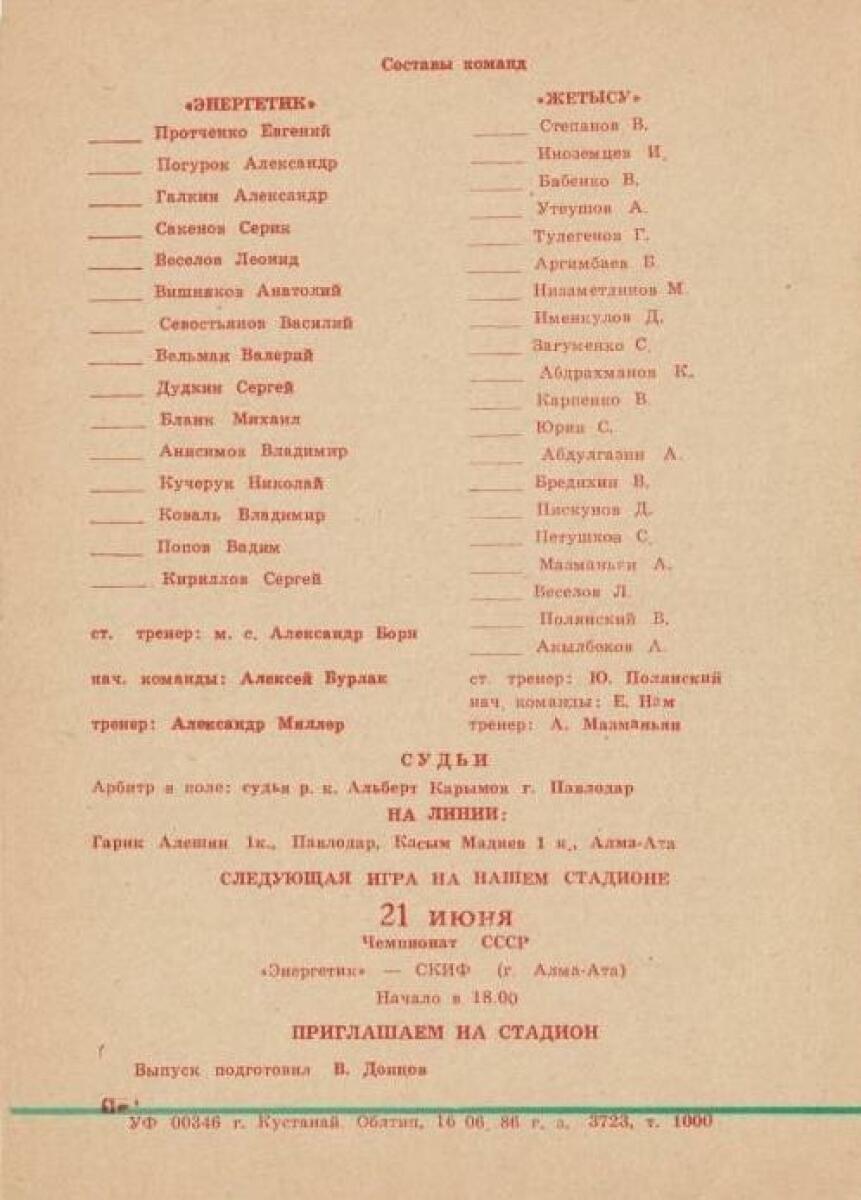 Составы команд
«ЭНЕРГЕТИК»
Протченко Евгений
Погурок Александр
Галкин Александр
Сакенов Серик
Веселов Леонид
Вишняков Анатолий
Севостьянов Василий
Вельман Валерий
Дудкин Сергей
Бланк Михаил
Анисимов Владимир
Кучерук Николай
Коваль Владимир
Попов Вадим
Кириллов Сергей
ст. тренер: м. с. Александр Борн
нач. команды: Алексей Бурлак
тренер: Александр Миллер
«ЖЕТЫСУ»
Степанов В.
Иноземцев И.
Бабенко В.
Утеушов А.
Тулегенов Г.
Аргимбаев Б
Низаметдинов М
Именкулов Д.
Загуменко С.
Абдрахманов К.
Карпенко В.
Юрин С.
Абдулгазин А.
Бредихин В.
Пискунов Д.
Петушков С.
Мазманьян А.
Веселов Л.
Полянский В.
Акылбеков А.
ст. тренер: Ю. Полянский
нач. команды: Е. Нам
тренер: А. Мазманьян
СУДЬИ
Арбитр в поле: судья р. к. Альберт Карымов г. Павлодар
НА ЛИНИИ:
Гарик Алешин 1к., Павлодар, Касым Мадиев 1 к., Алма-Ата
СЛЕДУЮЩАЯ ИГРА НА НАШЕМ СТАДИОНЕ
21 ИЮНЯ
Чемпионат СССР
«Энергетик» — СКИФ (г. Алма-Ата)
Начало в 18.00
ПРИГЛАШАЕМ НА СТАДИОН
Выпуск подготовил В. Донцов
УФ 00346 г. Кустанай Облтип. 16 06. 86 г. з. 3723, т. 1000